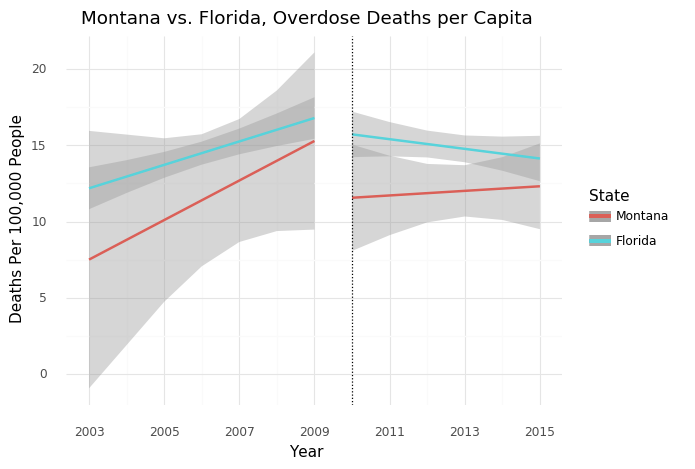 Montana vs. Florida, Overdose Deaths per Capita
Deaths Per 100,000 People
20
15
10
5
0
2003 2005 2007 2009 2011 2013 2015
Year
State
Montana
Florida